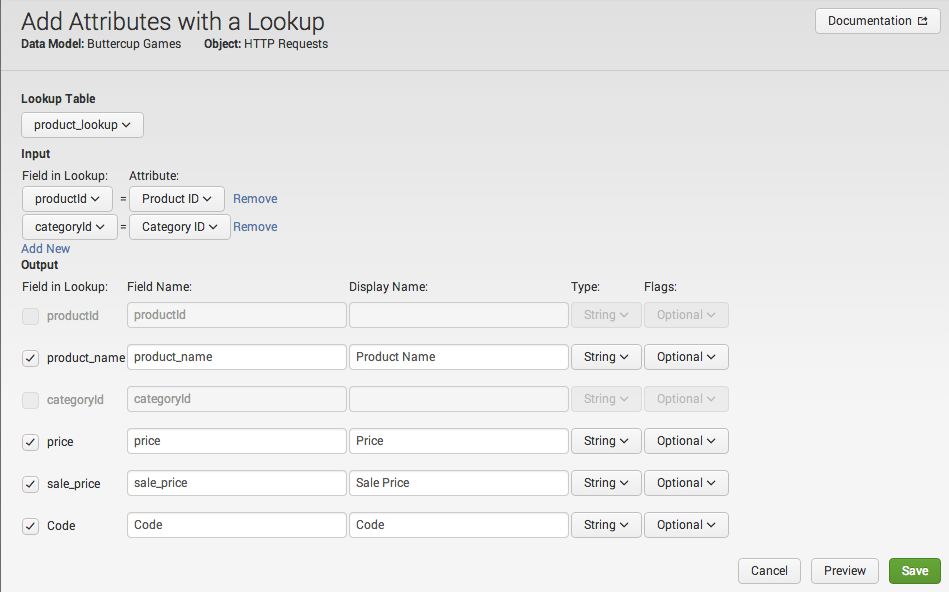 Add Attributes with a Lookup
Documentation
Data Model: Buttercup Games Object: HTTP Requests
Lookup Table
product_lookup
Input
Field in Lookup: Attribute:
productId = Product ID Remove
categoryId = Category ID Remove
Add New
Output
Field in Lookup: Field Name: Display Name: Type: Flags:
productId productId String Optional
product_name product_name Product Name String Optional
categoryId categoryId String Optional
price price Price String Optional
sale_price sale_price Sale Price String Optional
Code Code Code String Optional
Cancel Preview Save